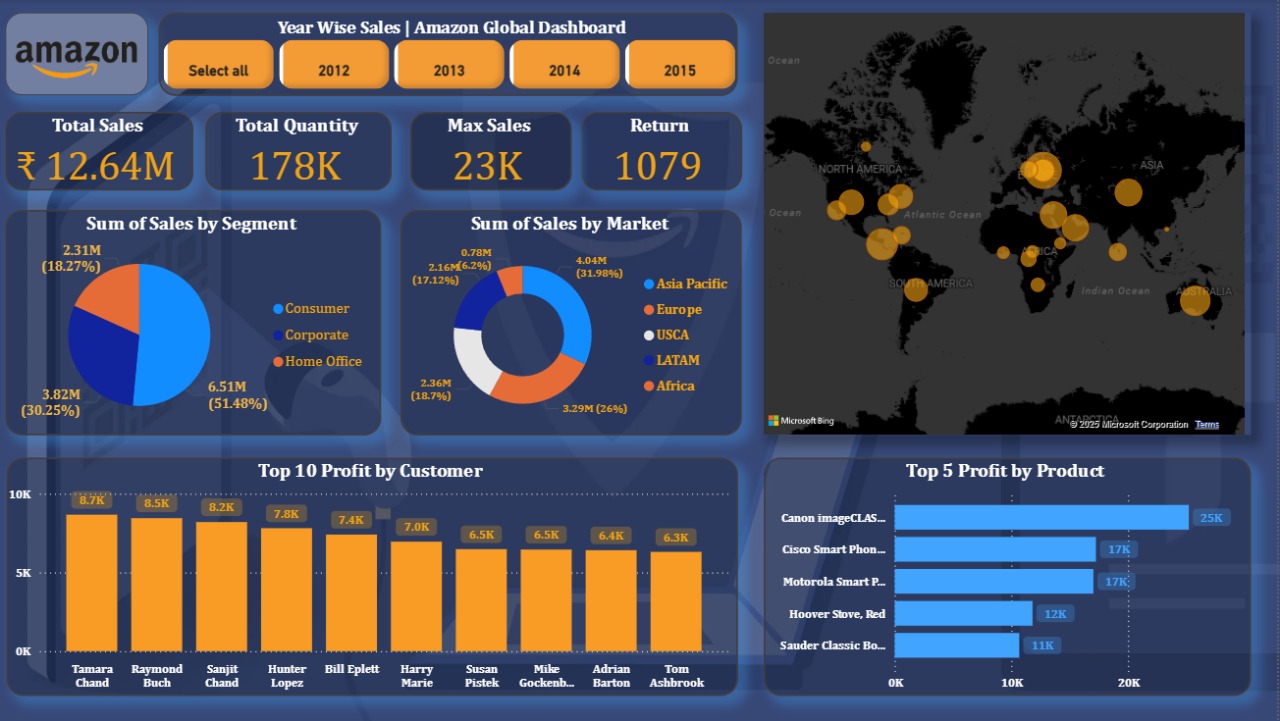 amazon
Year Wise Sales | Amazon Global Dashboard
Select all
2012
2013
2014
2015
Total Sales
₹ 12.64M
Total Quantity
178K
Max Sales
23K
Return
1079
Sum of Sales by Segment
2.31M
(18.27%)
3.82M
(30.25%)
6.51M
(51.48%)
Consumer
Corporate
Home Office
Sum of Sales by Market
0.78M
(6.2%)
2.16M
(17.12%)
4.04M
(31.98%)
2.36M
(18.7%)
3.29M (26%)
Asia Pacific
Europe
USCA
LATAM
Africa
Ocean
NORTH AMERICA
ASIA
Ocean
Atlantic Ocean
AFRICA
SOUTH AMERICA
Indian Ocean
AUSTRALIA
ANTARCTICA
Microsoft Bing
© 2025 Microsoft Corporation Terms
Top 10 Profit by Customer
10K
5K
0K
8.7K
8.5K
8.2K
7.8K
7.4K
7.0K
6.5K
6.5K
6.4K
6.3K
Tamara
Chand
Raymond
Buch
Sanjit
Chand
Hunter
Lopez
Bill Eplett
Harry
Marie
Susan
Pistek
Mike
Gockenb...
Adrian
Barton
Tom
Ashbrook
Top 5 Profit by Product
Canon imageCLAS...
25K
Cisco Smart Phon...
17K
Motorola Smart P...
17K
Hoover Stove, Red
12K
Sauder Classic Bo...
11K
0K
10K
20K